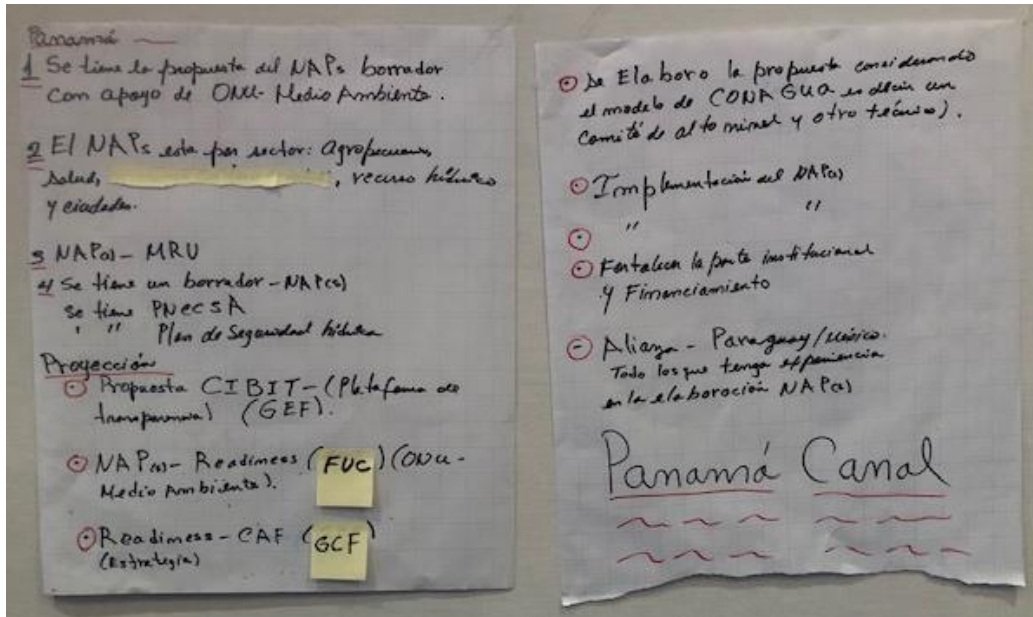 Panamá
1 Se tiene la propuesta del NAPs borrador
con apoyo de ONU-Medio Ambiente.
2 El NAPs esta por sector: agropecuario,
salud, , recurso hídrico
y ciudades.
3 NAP(s) - MRU
4 Se tiene un borrador - NAP(s)
se tiene PNCCSA
" " Plan de Seguridad hídrica
Proyección
Propuesta CIBIT - (Plataforma de
transparencia) (GEF).
NAP(s) - Readiness (FUC) (ONU-
Medio Ambiente).
Readiness - CAF (GCF)
(Estrategia)
Se Elaboro la propuesta considerando
el modelo de CONAGUA es decir un
Comité de alto nivel y otro técnico).
Implementación del NAP(s)
" "
Fortalecer la parte institucional
y Financiamiento
Alianza - Paraguay/México.
Todo los que tenga experiencia
en la elaboración NAP(s)
Panamá Canal